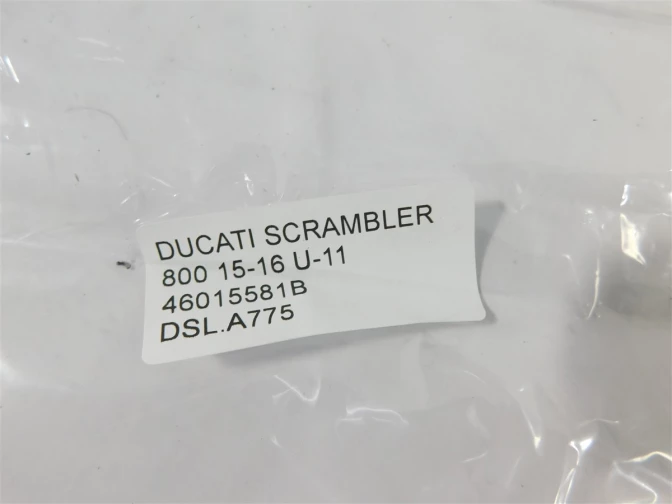 DUCATI SCRAMBLER
800 15-16 U-11
46015581B
DSL.A775